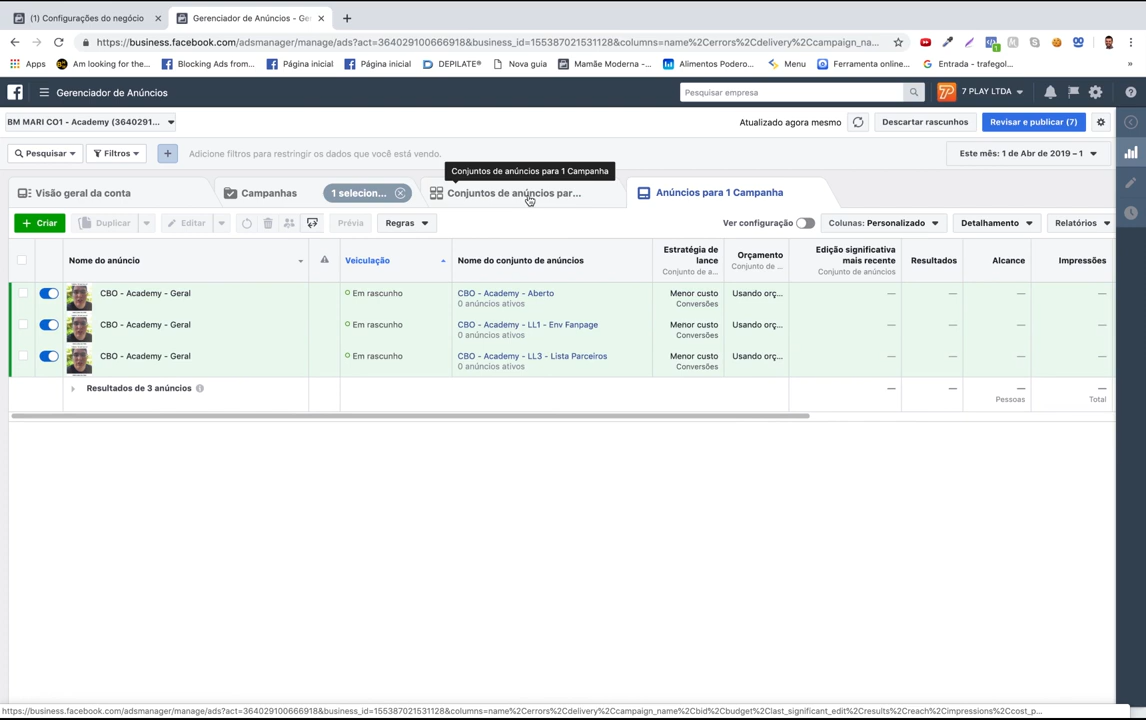 (1) Configurações do negócio
Gerenciador de Anúncios - Ge
https://business.facebook.com/adsmanager/manage/ads?act=364029100666918&business_id=155387021531128&columns=name%2Cerrors%2Cdelivery%2Ccampaign_na...
Apps
Am looking for the...
Blocking Ads from...
Página inicial
Página inicial
DEPILATE®
Nova guia
Mamãe Moderna -...
Alimentos Podero...
Menu
Ferramenta online...
Entrada - trafegol...
»
Gerenciador de Anúncios
Pesquisar empresa
7 PLAY LTDA
BM MARI CO1 - Academy (3640291...
Atualizado agora mesmo
Descartar rascunhos
Revisar e publicar (7)
Pesquisar
Filtros
Adicione filtros para restringir os dados que você está vendo.
Este mês: 1 de Abr de 2019 – 1
Conjuntos de anúncios para 1 Campanha
Visão geral da conta
Campanhas
1 selecion...
Conjuntos de anúncios par...
Anúncios para 1 Campanha
+ Criar
Duplicar
Editar
Prévia
Regras
Ver configuração
Colunas: Personalizado
Detalhamento
Relatórios
Nome do anúncio
Veiculação
Nome do conjunto de anúncios
Estratégia de lance
Conjunto de a...
Orçamento
Conjunto de ...
Edição significativa mais recente
Conjunto de anúncios
Resultados
Alcance
Impressões
CBO - Academy - Geral
Em rascunho
CBO - Academy - Aberto
0 anúncios ativos
Menor custo
Conversões
Usando orç...
—
—
—
—
CBO - Academy - Geral
Em rascunho
CBO - Academy - LL1 - Env Fanpage
0 anúncios ativos
Menor custo
Conversões
Usando orç...
—
—
—
—
CBO - Academy - Geral
Em rascunho
CBO - Academy - LL3 - Lista Parceiros
0 anúncios ativos
Menor custo
Conversões
Usando orç...
—
—
—
—
Resultados de 3 anúncios
—
—
—
Pessoas
—
Total
https://business.facebook.com/adsmanager/manage/ads?act=364029100666918&business_id=155387021531128&columns=name%2Cerrors%2Cdelivery%2Ccampaign_name%2Cbid%2Cbudget%2Clast_significant_edit%2Cresults%2Creach%2Cimpressions%2Ccost_p...